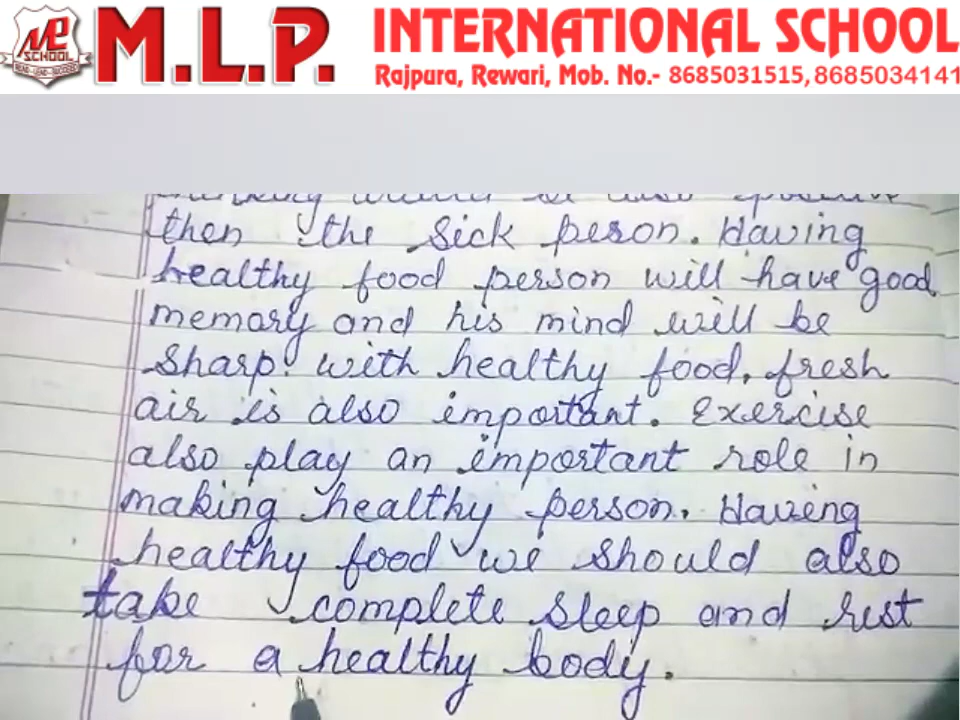 MLP
SCHOOL
M.L.P. INTERNATIONAL SCHOOL
Rajpura, Rewari, Mob. No.- 8685031515, 8685034141
then the sick peson. Having
healthy food person will have good
memory and his mind will be
sharp. with healthy food. fresh
air is also important. Exercise
also play an important role in
making healthy person. Having
healthy food we should also
take complete sleep and rest
for a healthy body.